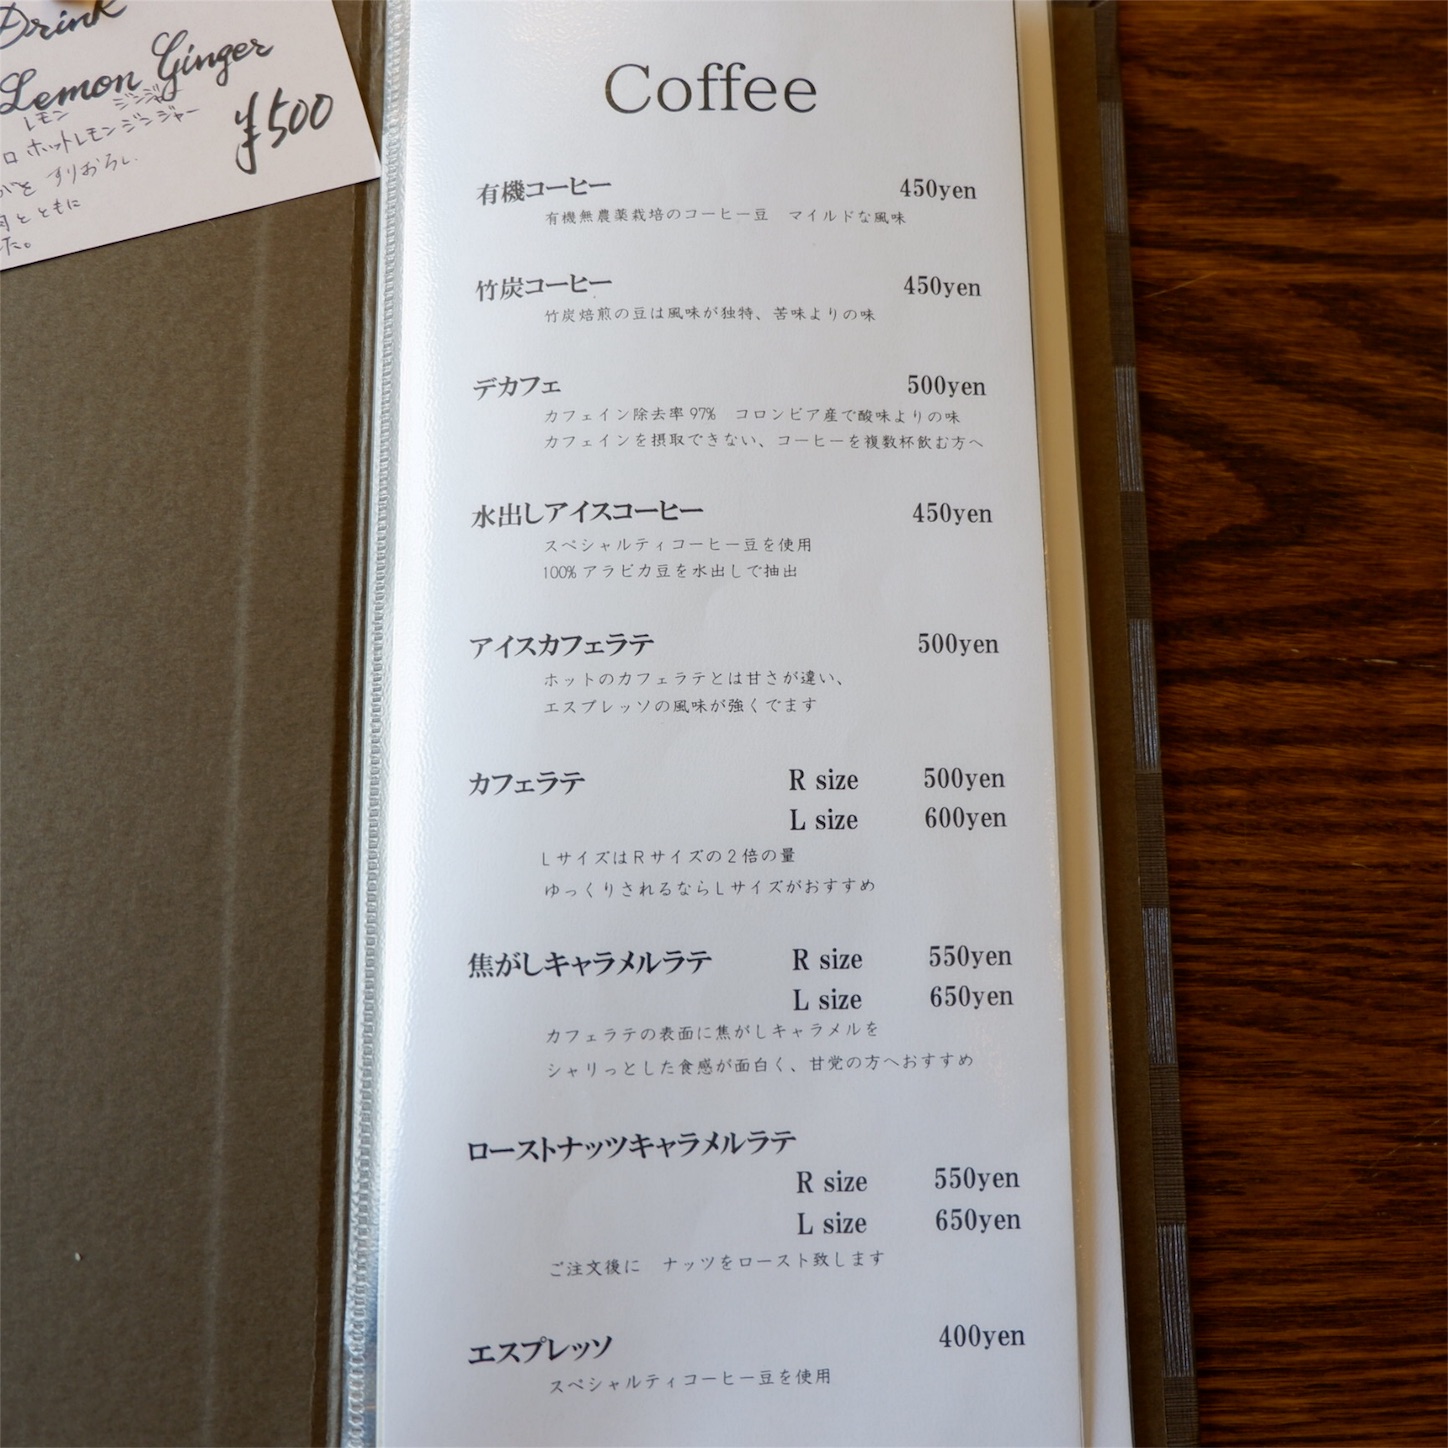 Drink
Lemon Ginger
レモン ジンジャー
ホットレモンジンジャー
¥500
すりおろし
とともに
た。
Coffee
有機コーヒー 450yen
有機無農薬栽培のコーヒー豆 マイルドな風味
竹炭コーヒー 450yen
竹炭焙煎の豆は風味が独特、苦味よりの味
デカフェ 500yen
カフェイン除去率97% コロンビア産で酸味よりの味
カフェインを摂取できない、コーヒーを複数杯飲む方へ
水出しアイスコーヒー 450yen
スペシャルティコーヒー豆を使用
100%アラビカ豆を水出しで抽出
アイスカフェラテ 500yen
ホットのカフェラテとは甘さが違い、
エスプレッソの風味が強くでます
カフェラテ R size 500yen
L size 600yen
LサイズはRサイズの2倍の量
ゆっくりされるならLサイズがおすすめ
焦がしキャラメルラテ R size 550yen
L size 650yen
カフェラテの表面に焦がしキャラメルを
シャリっとした食感が面白く、甘党の方へおすすめ
ローストナッツキャラメルラテ
R size 550yen
L size 650yen
ご注文後に ナッツをロースト致します
エスプレッソ 400yen
スペシャルティコーヒー豆を使用